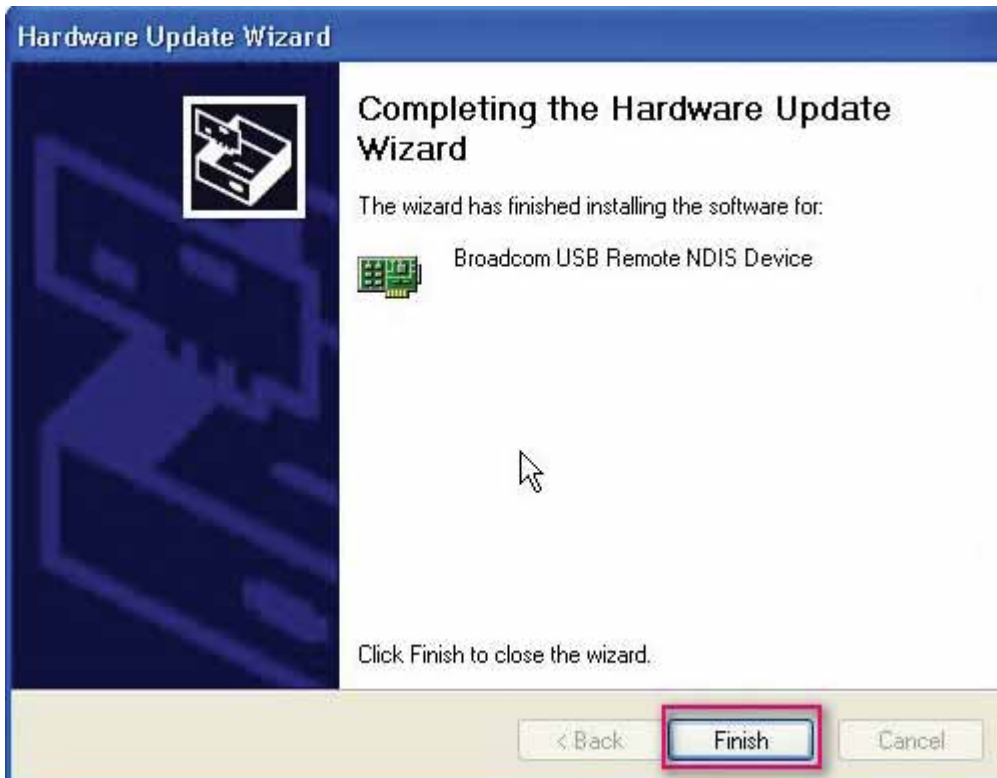 Hardware Update Wizard
Completing the Hardware Update
Wizard
The wizard has finished installing the software for:
Broadcom USB Remote NDIS Device
Click Finish to close the wizard.
< Back Finish Cancel